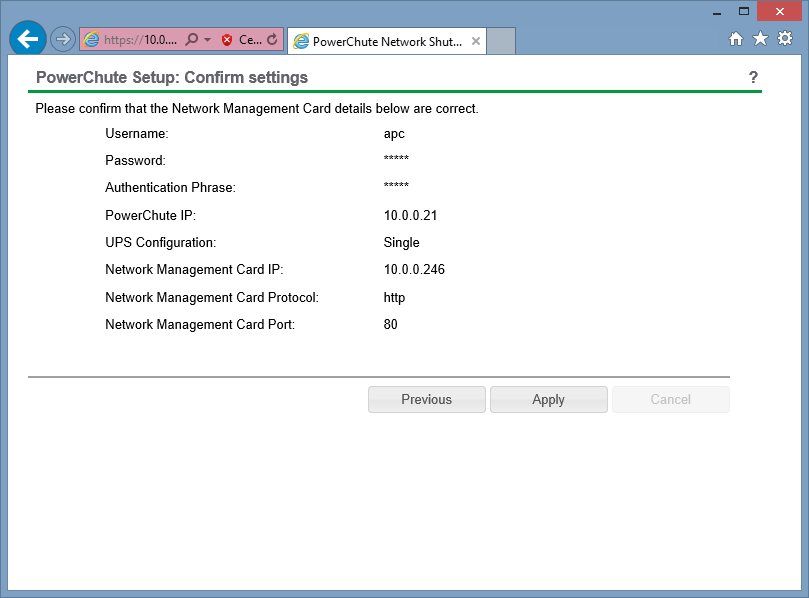 https://10.0.... Ce...
PowerChute Network Shut...
PowerChute Setup: Confirm settings ?
Please confirm that the Network Management Card details below are correct.
Username: apc
Password: *****
Authentication Phrase: *****
PowerChute IP: 10.0.0.21
UPS Configuration: Single
Network Management Card IP: 10.0.0.246
Network Management Card Protocol: http
Network Management Card Port: 80
Previous Apply Cancel